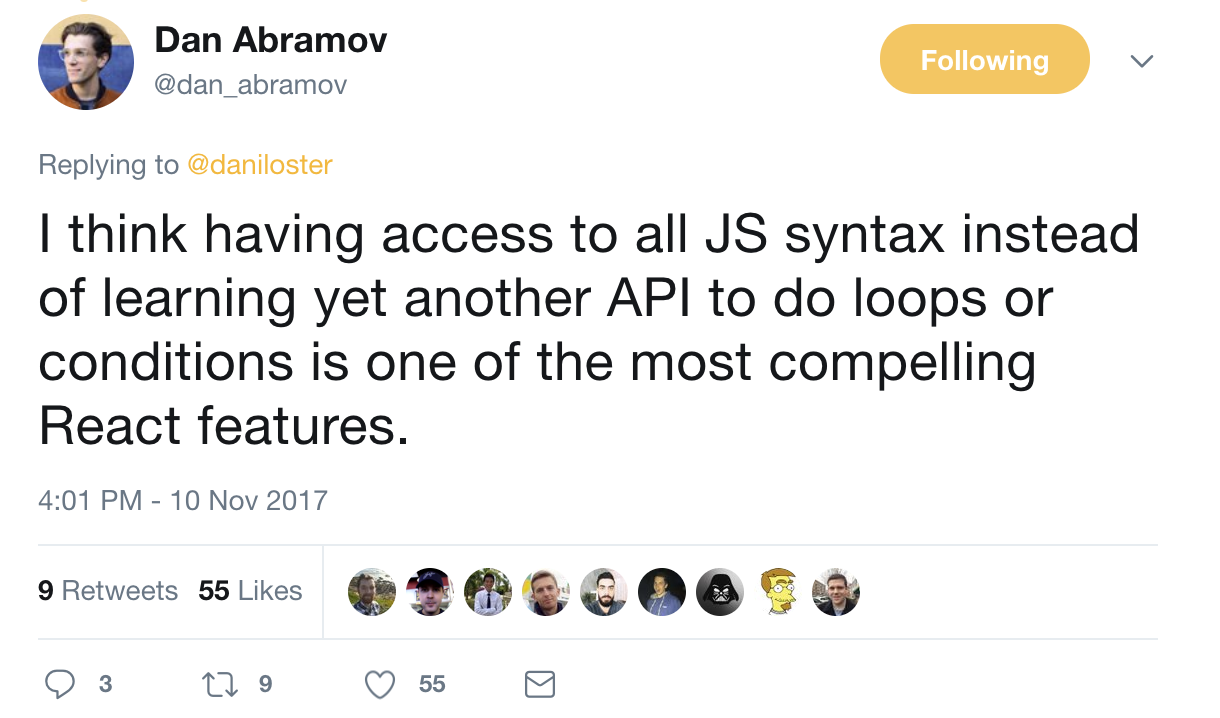 Dan Abramov
@dan_abramov
Following
Replying to @daniloster
I think having access to all JS syntax instead
of learning yet another API to do loops or
conditions is one of the most compelling
React features.
4:01 PM - 10 Nov 2017
9 Retweets 55 Likes
3 9 55